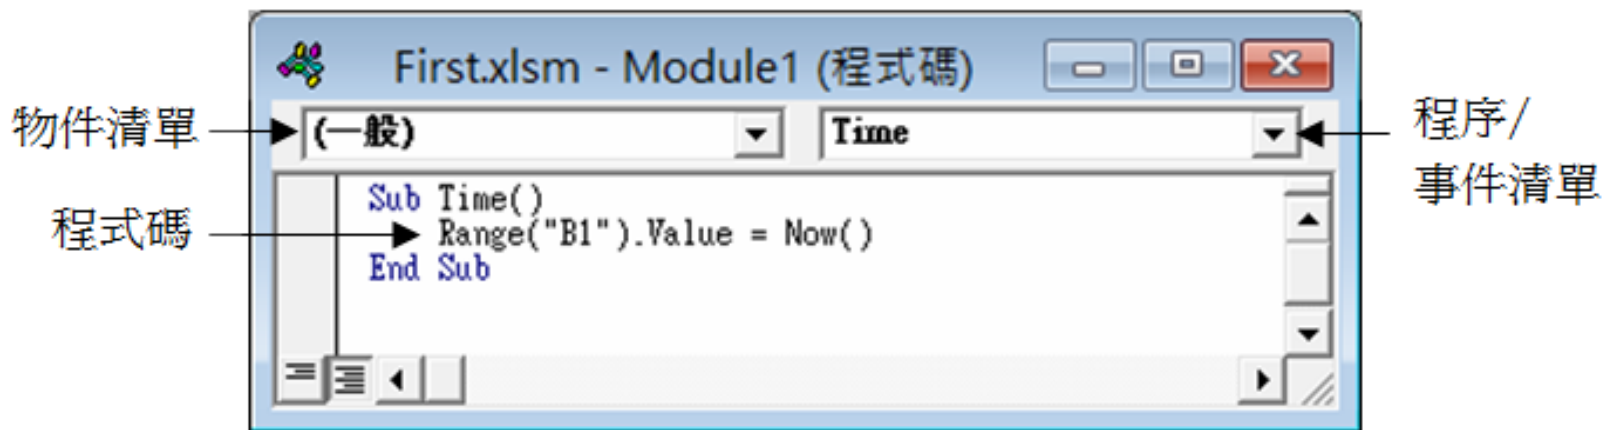 First.xlsm - Module1 (程式碼)
物件清單
(一般)
Time
程序/
事件清單
程式碼
Sub Time()
Range("B1").Value = Now()
End Sub